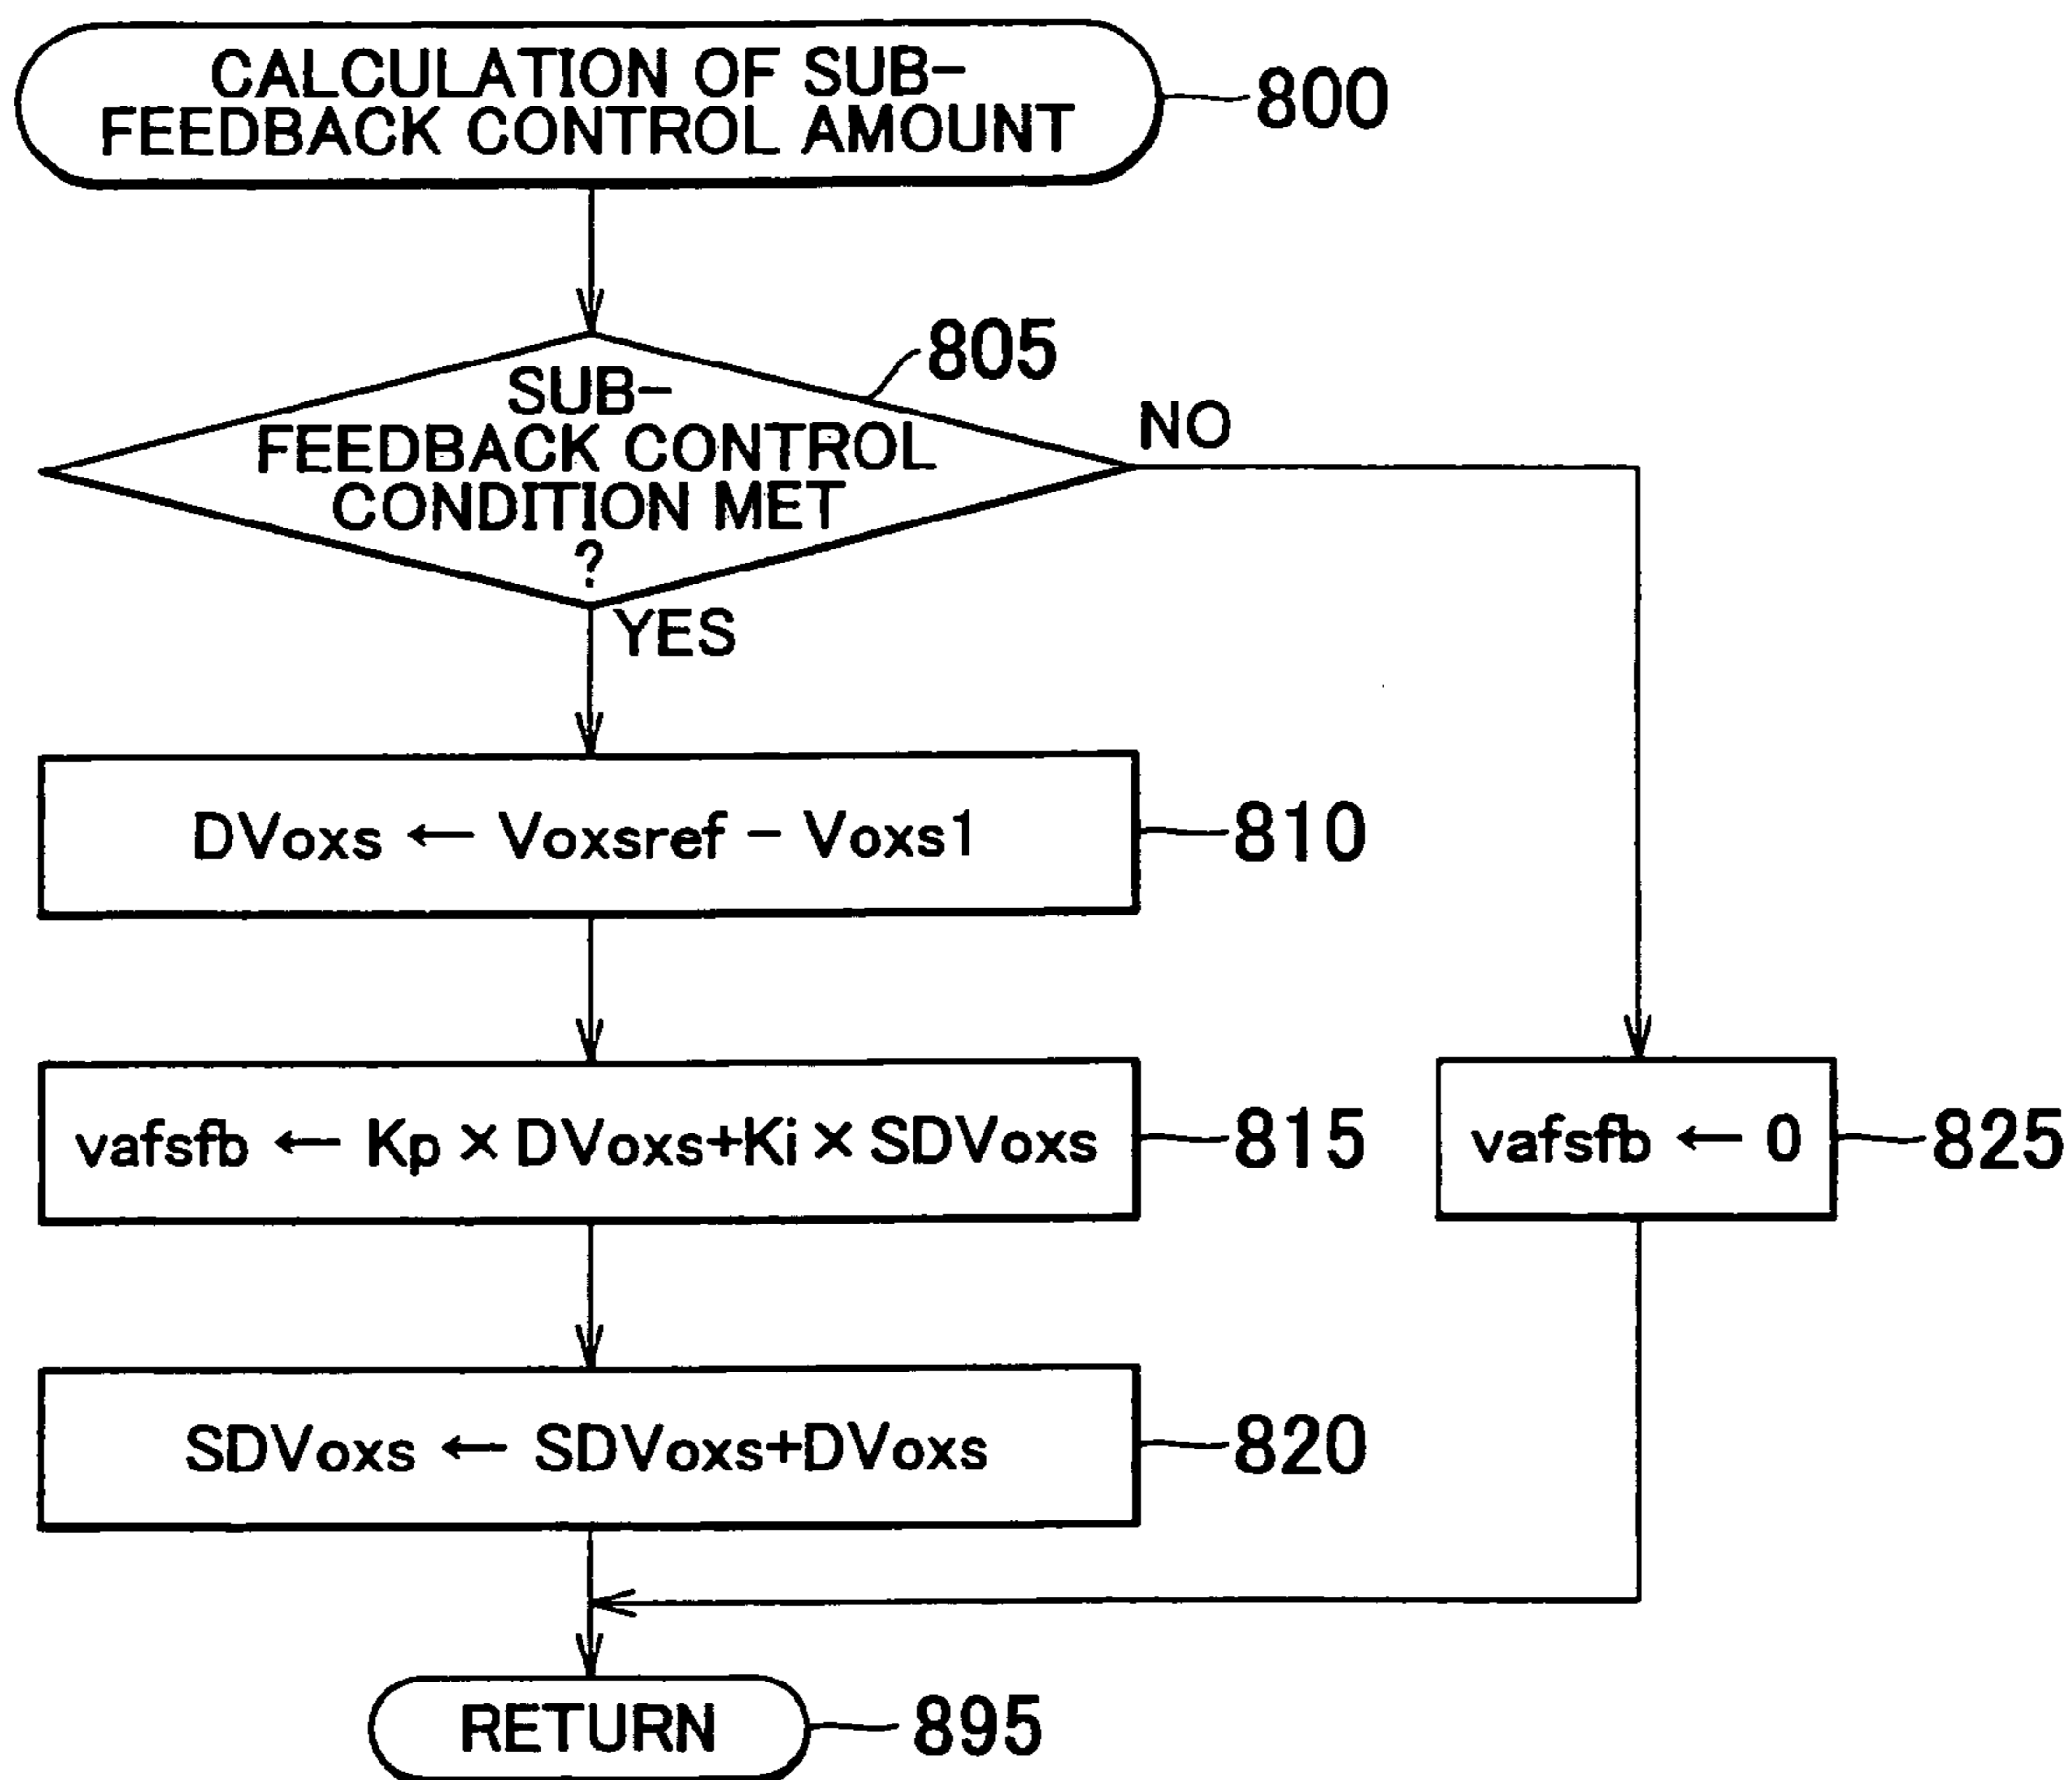 CALCULATION OF SUB-
FEEDBACK CONTROL AMOUNT
800
805
SUB-
FEEDBACK CONTROL
CONDITION MET
?
NO
YES
DVoxs ← Voxsref - Voxs1
810
vafsfb ← Kp × DVoxs+Ki × SDVoxs
815
vafsfb ← 0
825
SDVoxs ← SDVoxs+DVoxs
820
RETURN
895